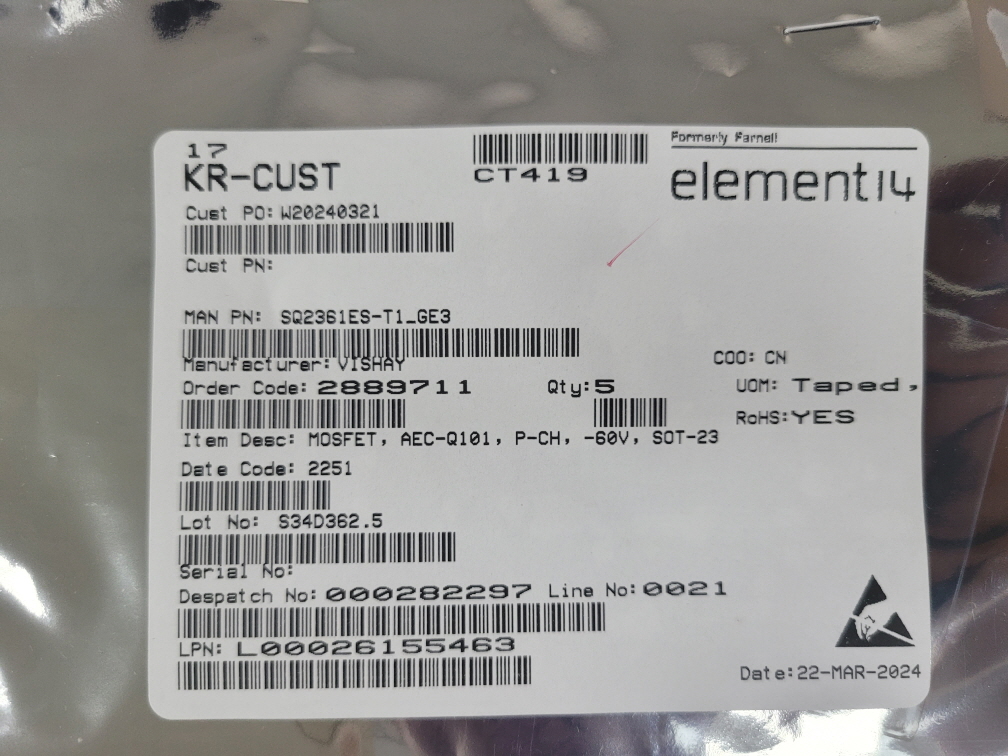 17
KR-CUST
CT419
Formerly Farnell
element14
Cust PO: W20240321
Cust PN:
MAN PN: SQ2361ES-T1_GE3
Manufacturer: VISHAY
COO: CN
Order Code: 2889711 Qty:5 UOM: Taped,
RoHS:YES
Item Desc: MOSFET, AEC-Q101, P-CH, -60V, SOT-23
Date Code: 2251
Lot No: S34D362.5
Serial No:
Despatch No: 000282297 Line No:0021
LPN: L00026155463
Date:22-MAR-2024